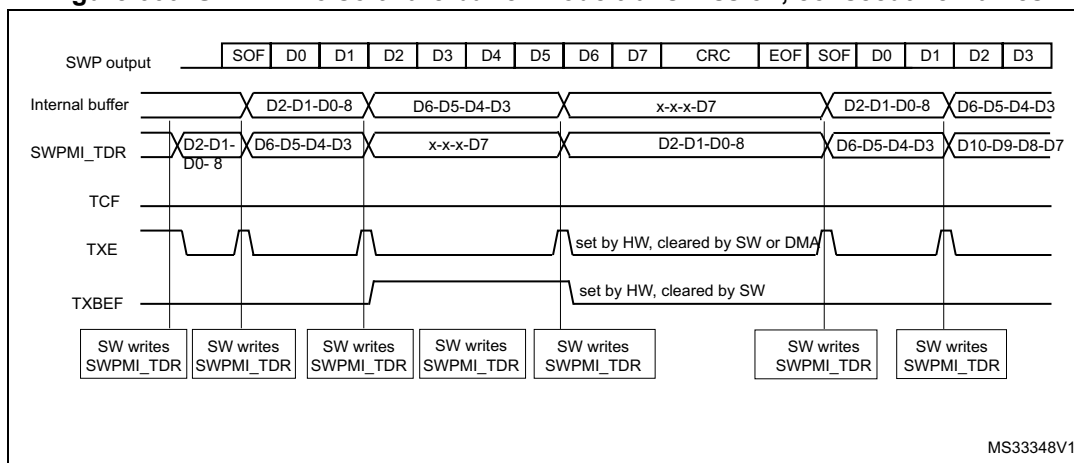 SWP output SOF D0 D1 D2 D3 D4 D5 D6 D7 CRC EOF SOF D0 D1 D2 D3
Internal buffer D2-D1-D0-8 D6-D5-D4-D3 x-x-x-D7 D2-D1-D0-8 D6-D5-D4-D3
SWPMI_TDR D2-D1- D6-D5-D4-D3 x-x-x-D7 D2-D1-D0-8 D6-D5-D4-D3 D10-D9-D8-D7
D0- 8
TCF
TXE set by HW, cleared by SW or DMA
TXBEF set by HW, cleared by SW
SW writes SW writes SW writes SW writes SW writes SW writes SW writes
SWPMI_TDR SWPMI_TDR SWPMI_TDR SWPMI_TDR SWPMI_TDR SWPMI_TDR SWPMI_TDR
MS33348V1